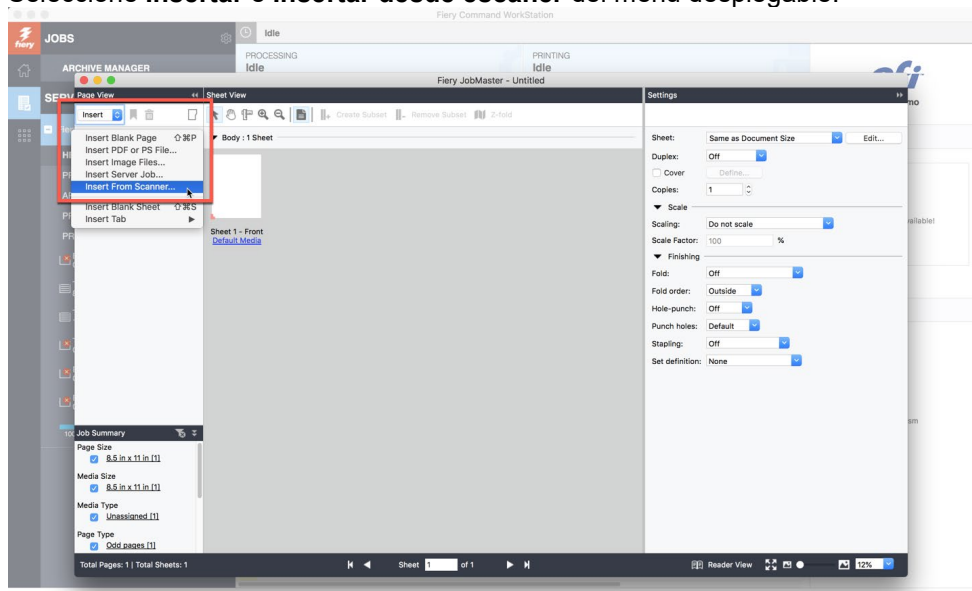 Seleccione Insertar e Insertar desde escáner del menú desplegable.
Fiery Command WorkStation
fiery
JOBS
Idle
PROCESSING
Idle
PRINTING
Idle
ARCHIVE MANAGER
efi
Fiery JobMaster - Untitled
SERV
Page View
Sheet View
Settings
mo
Insert
Create Subset
Remove Subset
Z-fold
Insert Blank Page ⇧⌘P
Insert PDF or PS File...
Insert Image Files...
Insert Server Job...
Insert From Scanner...
Insert Blank Sheet ⇧⌘S
Insert Tab
Body : 1 Sheet
Sheet 1 - Front
Default Media
Sheet: Same as Document Size Edit...
Duplex: Off
Cover Define...
Copies: 1
Scale
Scaling: Do not scale
Scale Factor: 100 %
Finishing
Fold: Off
Fold order: Outside
Hole-punch: Off
Punch holes: Default
Stapling: Off
Set definition: None
Job Summary
Page Size
8.5 in x 11 in [1]
Media Size
8.5 in x 11 in [1]
Media Type
Unassigned [1]
Page Type
Odd pages [1]
Total Pages: 1 | Total Sheets: 1
Sheet 1 of 1
Reader View
12%